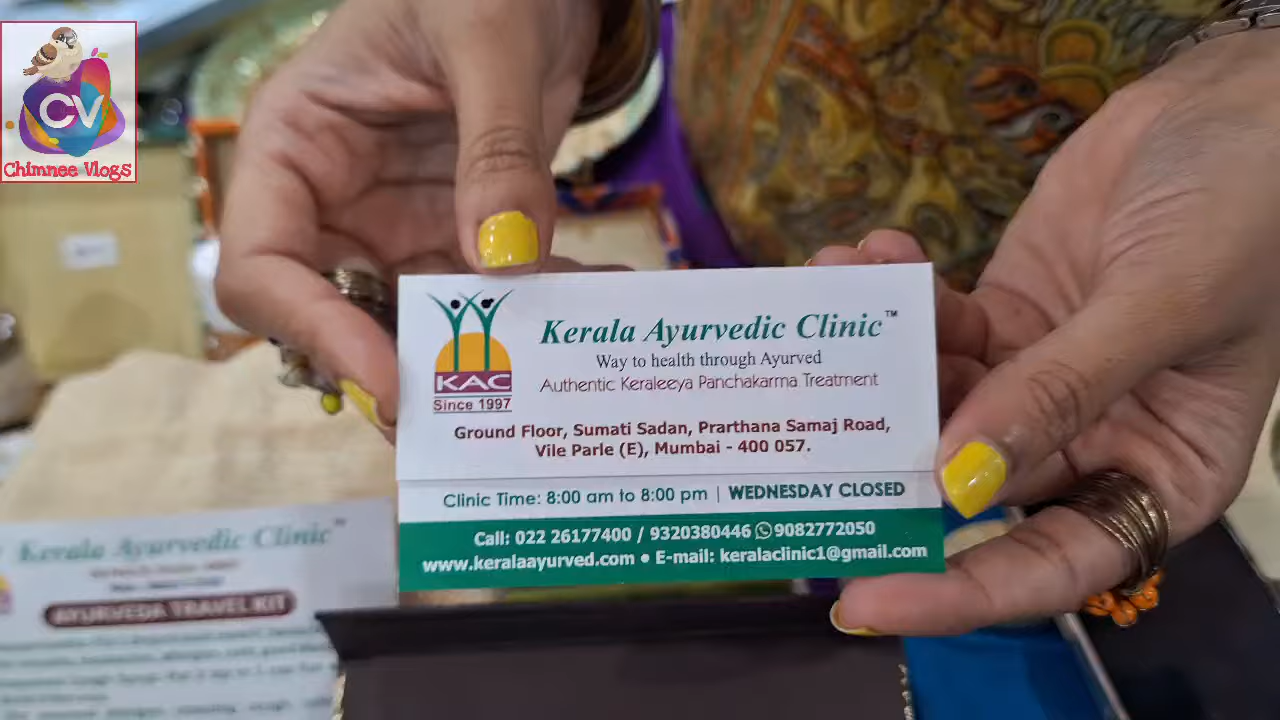 CV
Chimnee Vlogs
KAC
Since 1997
Kerala Ayurvedic Clinic™
Way to health through Ayurved
Authentic Keraleeya Panchakarma Treatment
Ground Floor, Sumati Sadan, Prarthana Samaj Road,
Vile Parle (E), Mumbai - 400 057.
Clinic Time: 8:00 am to 8:00 pm | WEDNESDAY CLOSED
Call: 022 26177400 / 9320380446 9082772050
www.keralaayurved.com • E-mail: keralaclinic1@gmail.com
Kerala Ayurvedic Clinic™
AYURVEDA TRAVEL KIT